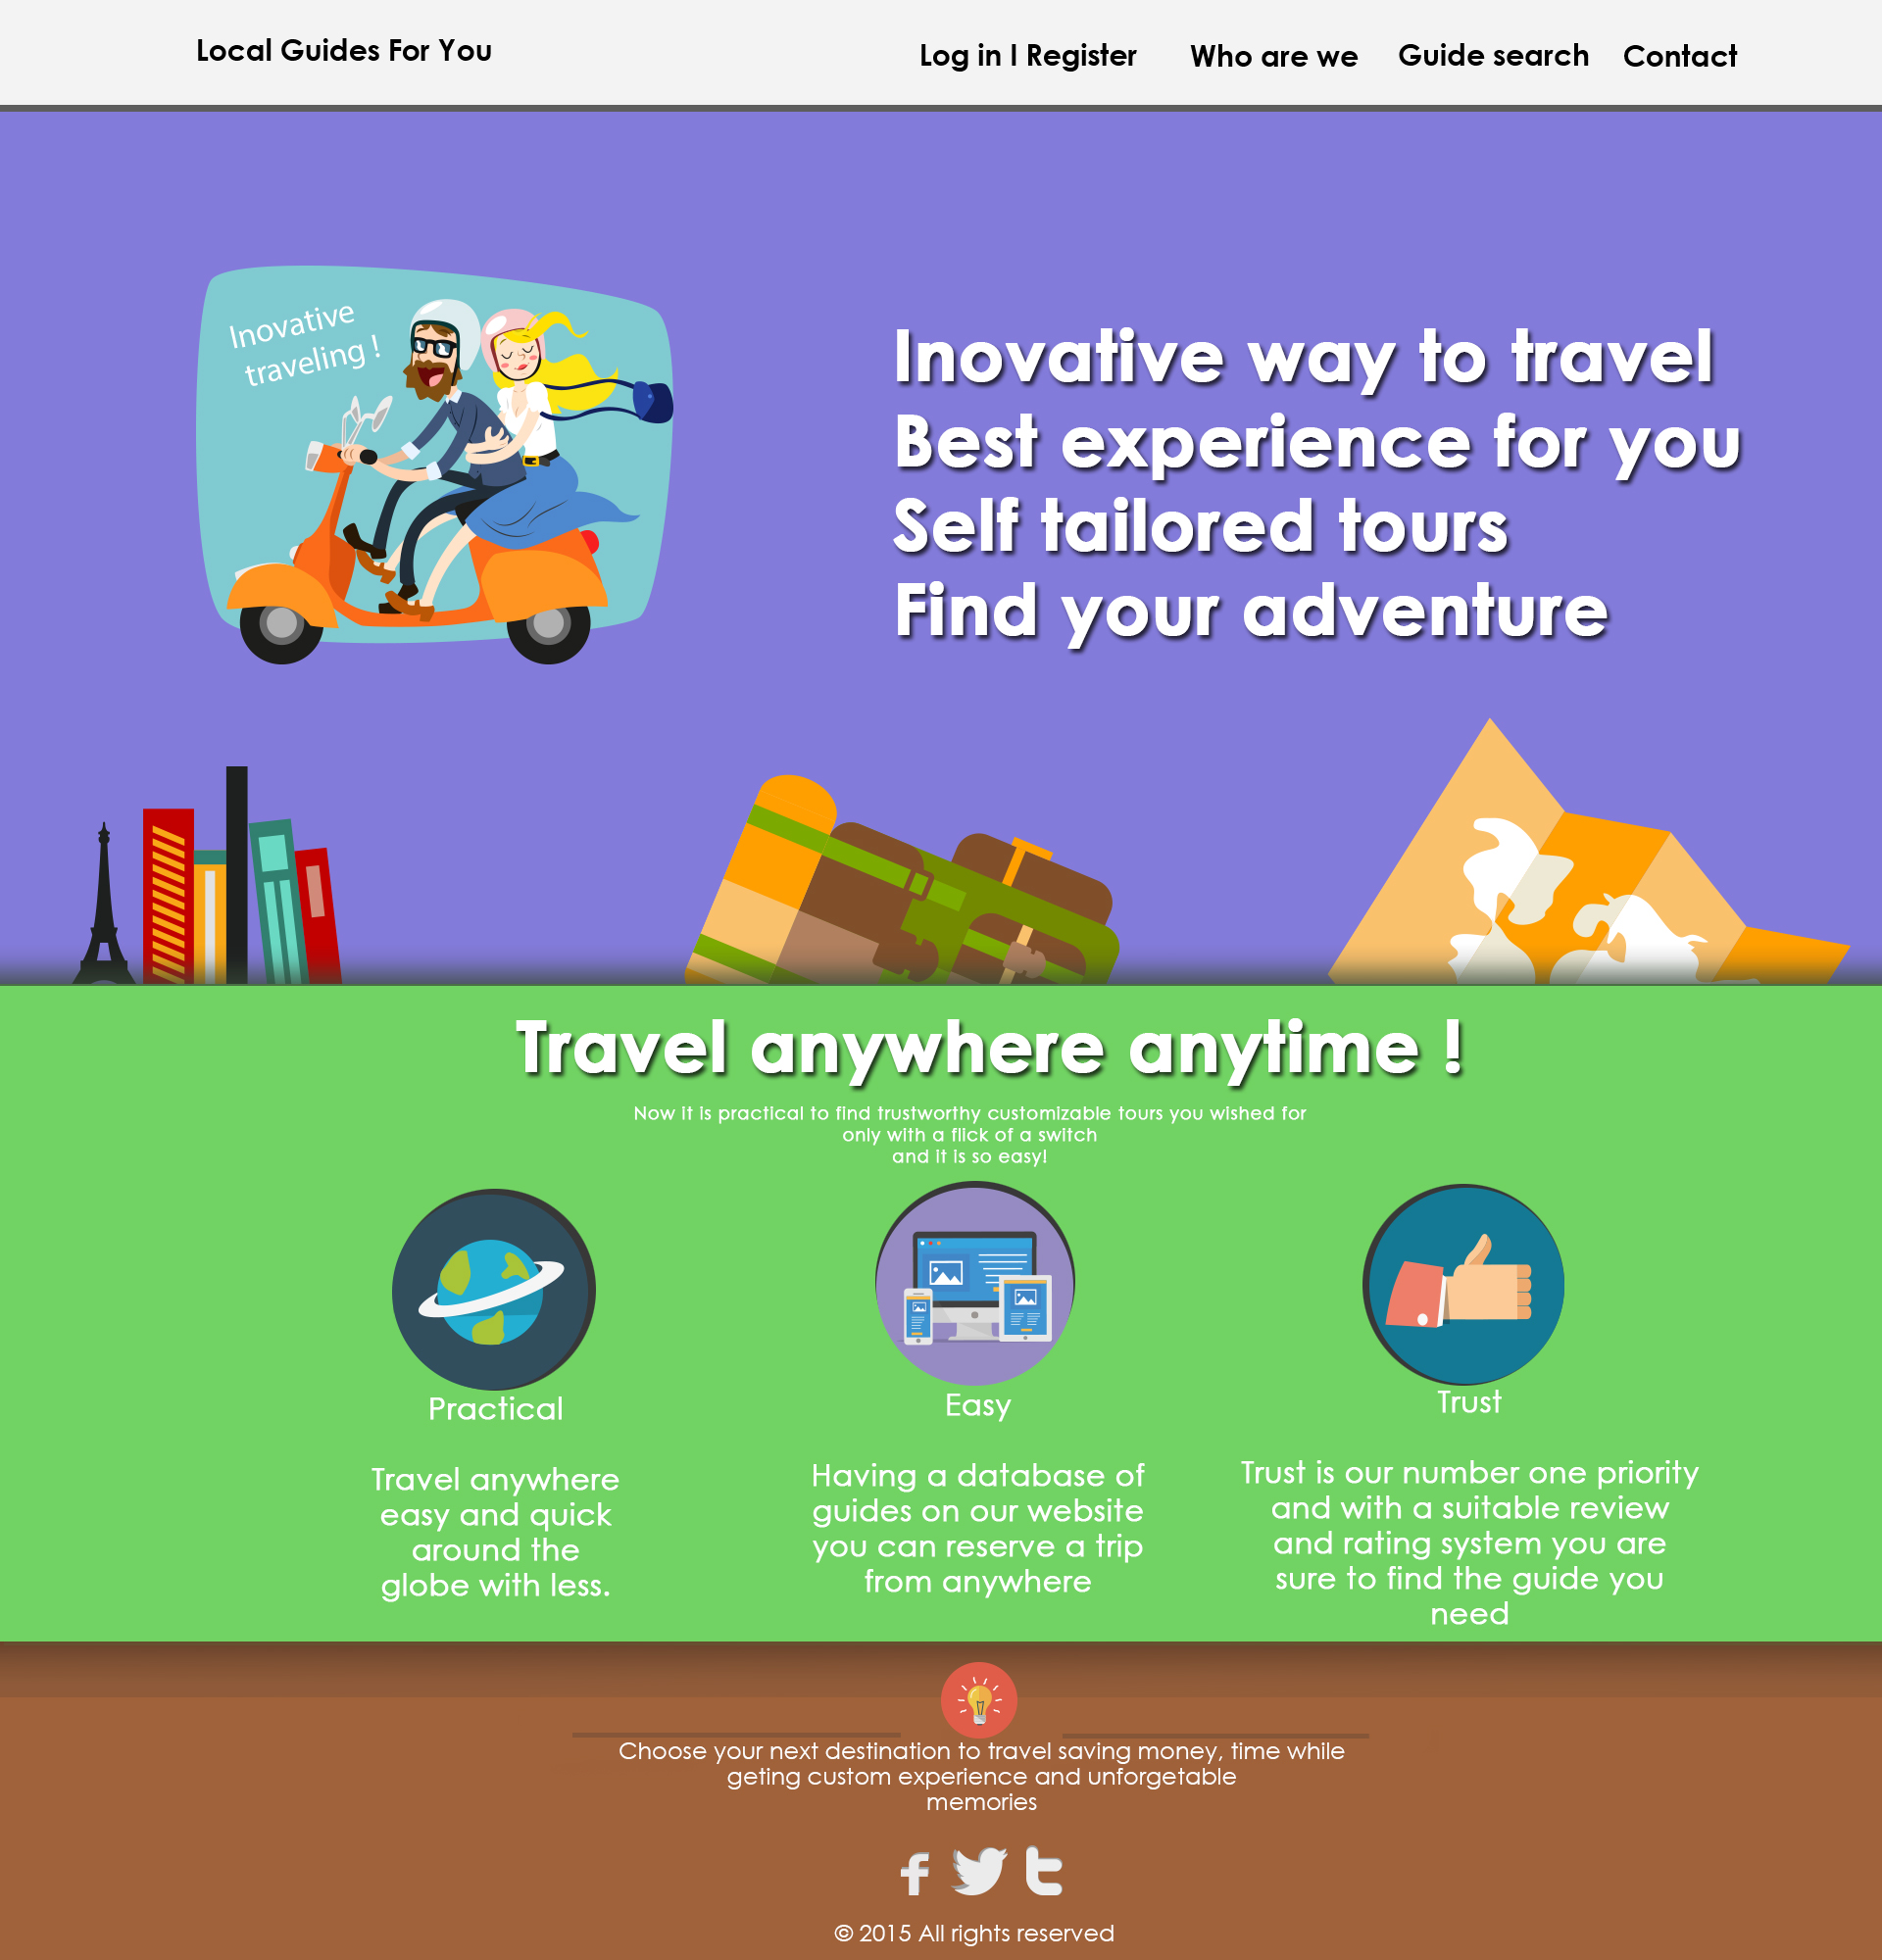 Local Guides For You
Log in I Register
Who are we
Guide search
Contact
Inovative
traveling !
Inovative way to travel
Best experience for you
Self tailored tours
Find your adventure
Travel anywhere anytime !
Now it is practical to find trustworthy customizable tours you wished for
only with a flick of a switch
and it is so easy!
Practical
Travel anywhere
easy and quick
around the
globe with less.
Easy
Having a database of
guides on our website
you can reserve a trip
from anywhere
Trust
Trust is our number one priority
and with a suitable review
and rating system you are
sure to find the guide you
need
Choose your next destination to travel saving money, time while
geting custom experience and unforgetable
memories
© 2015 All rights reserved